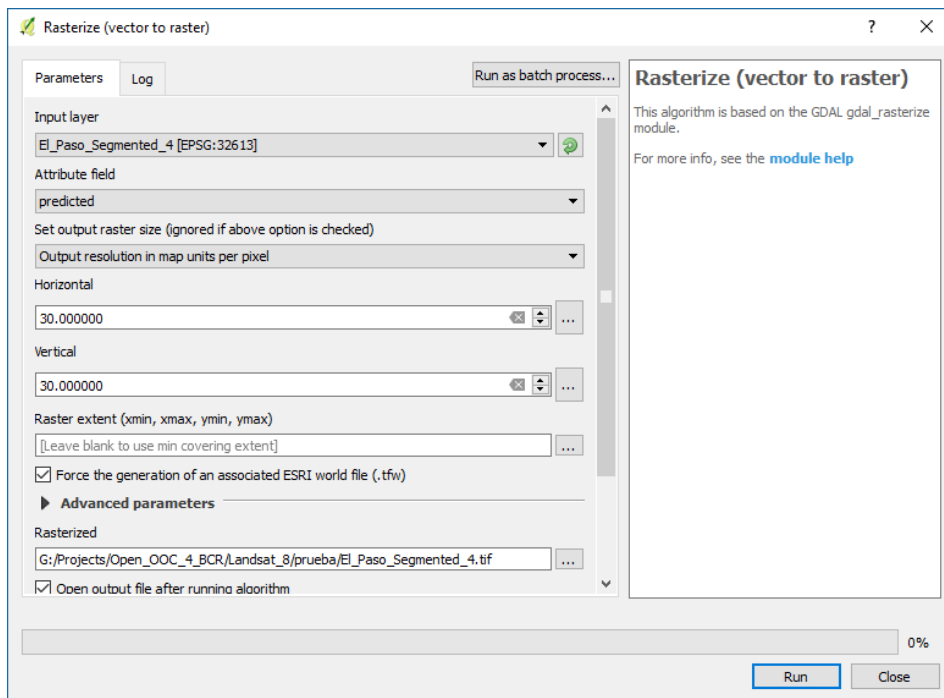 Rasterize (vector to raster)
? X
Parameters
Log
Run as batch process...
Input layer
El_Paso_Segmented_4 [EPSG:32613]
Attribute field
predicted
Set output raster size (ignored if above option is checked)
Output resolution in map units per pixel
Horizontal
30.000000
...
Vertical
30.000000
...
Raster extent (xmin, xmax, ymin, ymax)
[Leave blank to use min covering extent]
...
Force the generation of an associated ESRI world file (.tfw)
Advanced parameters
Rasterized
G:/Projects/Open_OOC_4_BCR/Landsat_8/prueba/El_Paso_Segmented_4.tif
...
Open output file after running algorithm
Rasterize (vector to raster)
This algorithm is based on the GDAL gdal_rasterize
module.
For more info, see the module help
0%
Run
Close